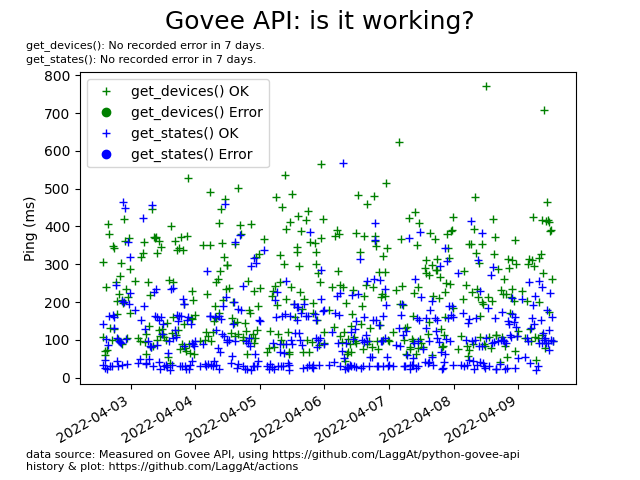 Govee API: is it working?
get_devices(): No recorded error in 7 days.
get_states(): No recorded error in 7 days.
get_devices() OK
get_devices() Error
get_states() OK
get_states() Error
Ping (ms)
800
700
600
500
400
300
200
100
0
2022-04-03
2022-04-04
2022-04-05
2022-04-06
2022-04-07
2022-04-08
2022-04-09
data source: Measured on Govee API, using https://github.com/LaggAt/python-govee-api
history & plot: https://github.com/LaggAt/actions